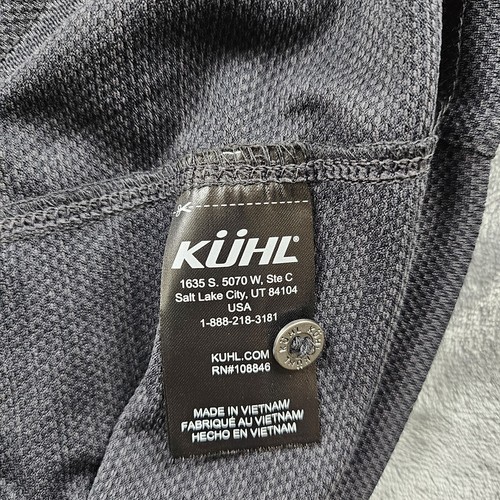 KÜHL®
1635 S. 5070 W, Ste C
Salt Lake City, UT 84104
USA
1-888-218-3181
KUHL.COM
RN#108846
KUHL
MADE IN VIETNAM/
FABRIQUÉ AU VIETNAM/
HECHO EN VIETNAM